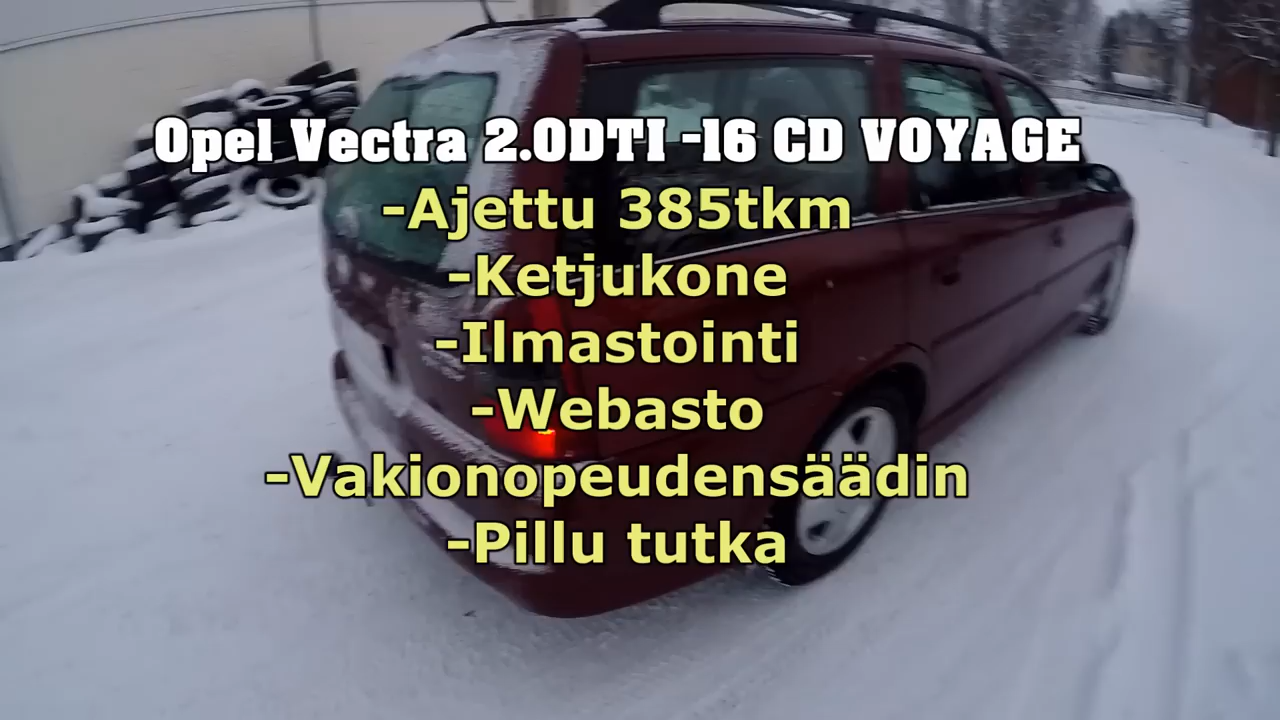 Opel Vectra 2.0DTI -16 CD VOYAGE
-Ajettu 385tkm
-Ketjukone
-Ilmastointi
-Webasto
-Vakionopeudensäädin
-Pillu tutka